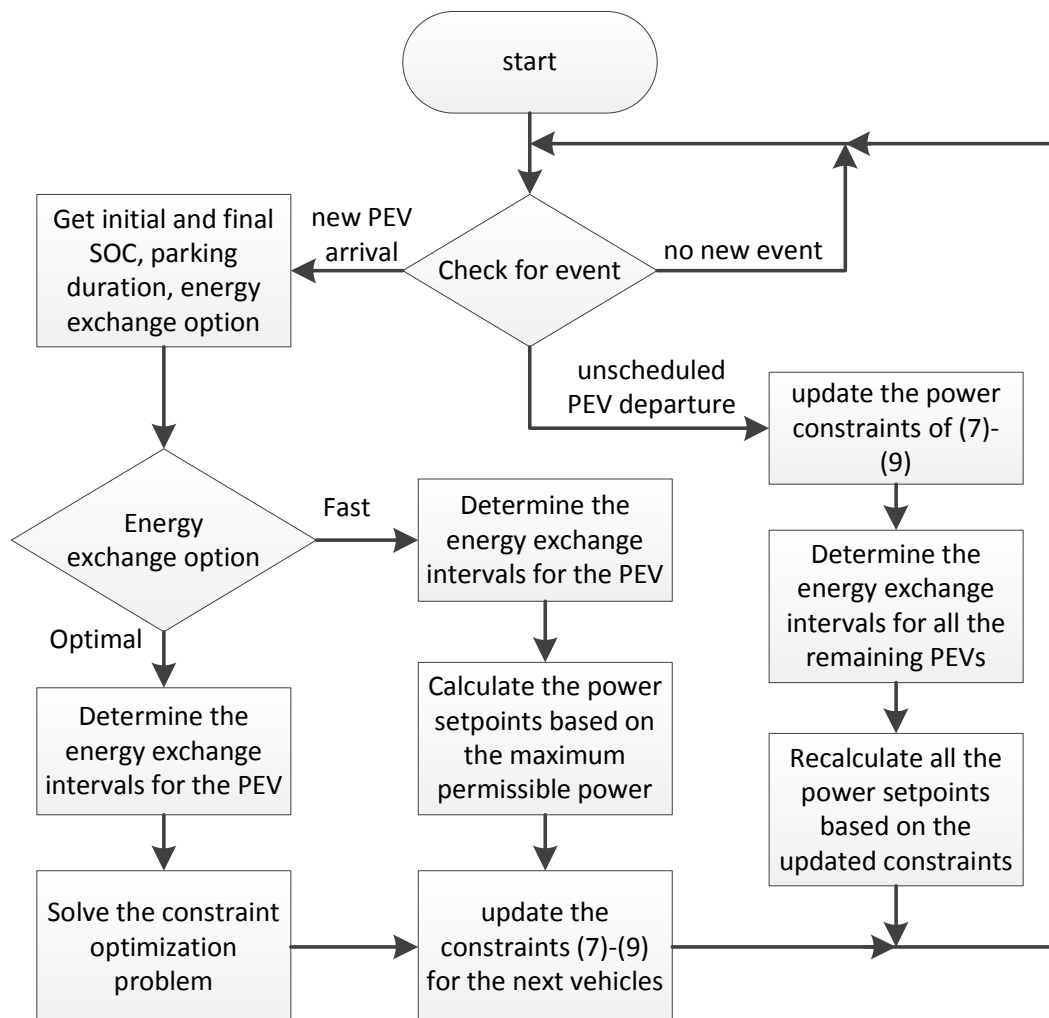 start
Get initial and final
SOC, parking
duration, energy
exchange option
new PEV
arrival
Check for event
no new event
unscheduled
PEV departure
update the power
constraints of (7)-
(9)
Energy
exchange option
Fast
Optimal
Determine the
energy exchange
intervals for the PEV
Determine the
energy exchange
intervals for all the
remaining PEVs
Determine the
energy exchange
intervals for the PEV
Calculate the power
setpoints based on
the maximum
permissible power
Recalculate all the
power setpoints
based on the
updated constraints
Solve the constraint
optimization
problem
update the
constraints (7)-(9)
for the next vehicles